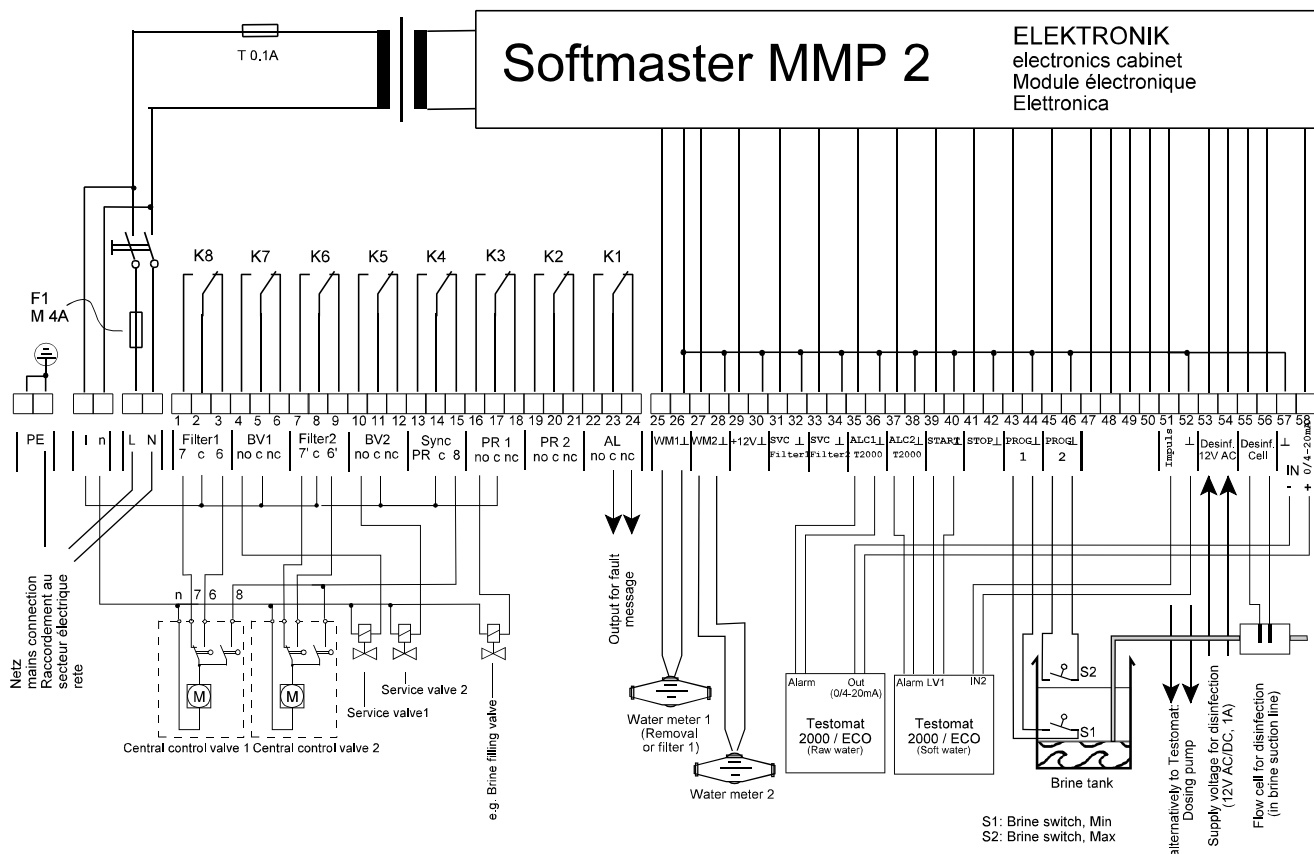 T 0.1A
Softmaster MMP 2
ELEKTRONIK
electronics cabinet
Module électronique
Elettronica
F1
M 4A
K8 K7 K6 K5 K4 K3 K2 K1
1 2 3 4 5 6 7 8 9 10 11 12 13 14 15 16 17 18 19 20 21 22 23 24
25 26 27 28 29 30 31 32 33 34 35 36 37 38 39 40 41 42 43 44 45 46 47 48 49 50 51 52 53 54 55 56 57 58
PE
l n
L N
Filter1
7 c 6
BV1
no c nc
Filter2
7' c 6'
BV2
no c nc
Sync
PR c 8
PR 1
no c nc
PR 2
no c nc
AL
no c nc
WM1⊥
WM2⊥
+12V⊥
SVC ⊥
Filter1
SVC ⊥
Filter2
ALC1⊥
T2000
ALC2⊥
T2000
START⊥
STOP⊥
PROG⊥
1
PROG⊥
2
Impuls
⊥
Desinf.
12V AC
Desinf.
Cell
⊥
0/4-20mA
IN
- +
Netz
mains connection
Raccordement au
secteur électrique
rete
n 7 6 8
M
M
Central control valve 1
Central control valve 2
Service valve 2
Service valve1
e.g. Brine filling valve
Output for fault
message
Water meter 1
(Removal
or filter 1)
Water meter 2
Alarm
Out
(0/4-20mA)
Testomat
2000 / ECO
(Raw water)
Alarm LV1
IN2
Testomat
2000 / ECO
(Soft water)
S2
S1
Brine tank
S1: Brine switch, Min
S2: Brine switch, Max
alternatively to Testomat:
Dosing pump
Supply voltage for disinfection
(12V AC/DC, 1A)
Flow cell for disinfection
(in brine suction line)